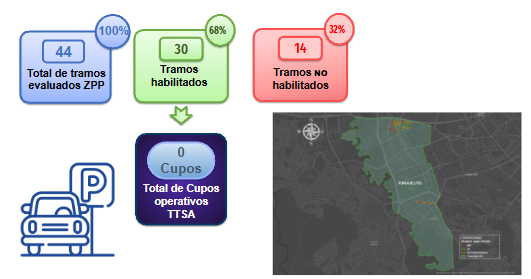 100%
44
Total de tramos
evaluados ZPP
68%
30
Tramos
habilitados
32%
14
Tramos NO
habilitados
0
Cupos
Total de Cupos
operativos
TTSA
P
TUNJUELITO